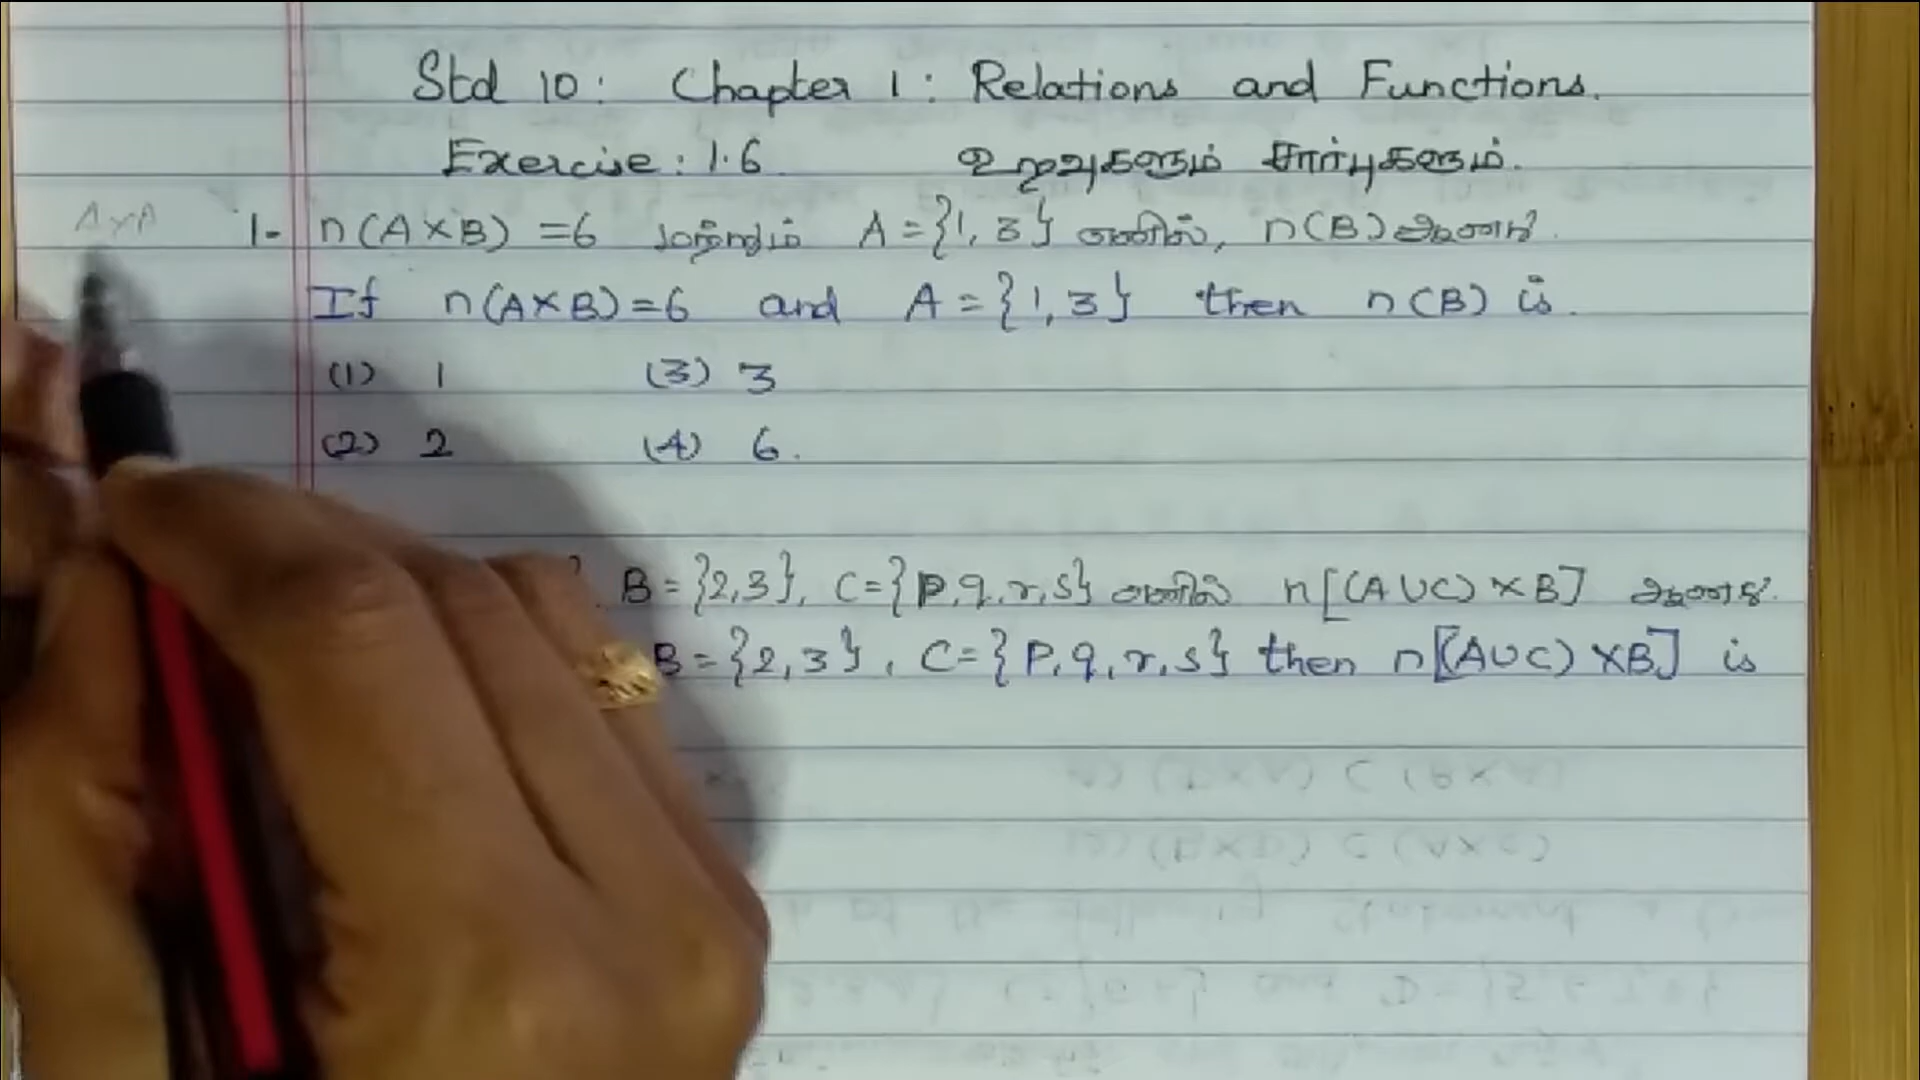 Std 10: Chapter 1: Relations and Functions.
Exercise: 1.6 உறவுகளும் சார்புகளும்.
1- n(A×B) =6 மற்றும் A={1,3} எனில், n(B) ஆனது.
If n(A×B)=6 and A={1,3} then n(B) is.
(1) 1 (3) 3
(2) 2 (4) 6.
B={2,3}, C={P,q,r,s} எனில் n[(A∪C)×B] ஆனது.
B={2,3}, C={P,q,r,s} then n[(A∪C)×B] is